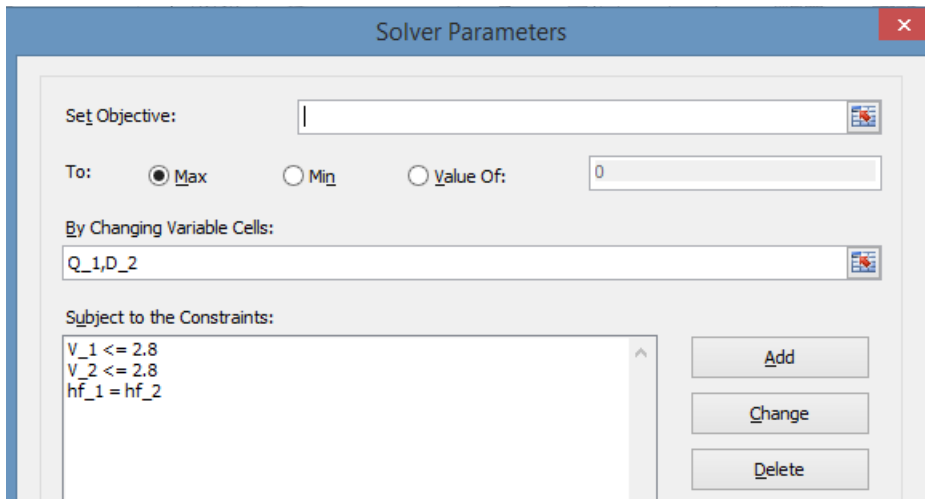 Solver Parameters
Set Objective:
To: Max Min Value Of: 0
By Changing Variable Cells:
Q_1,D_2
Subject to the Constraints:
V_1 <= 2.8
V_2 <= 2.8
hf_1 = hf_2
Add
Change
Delete